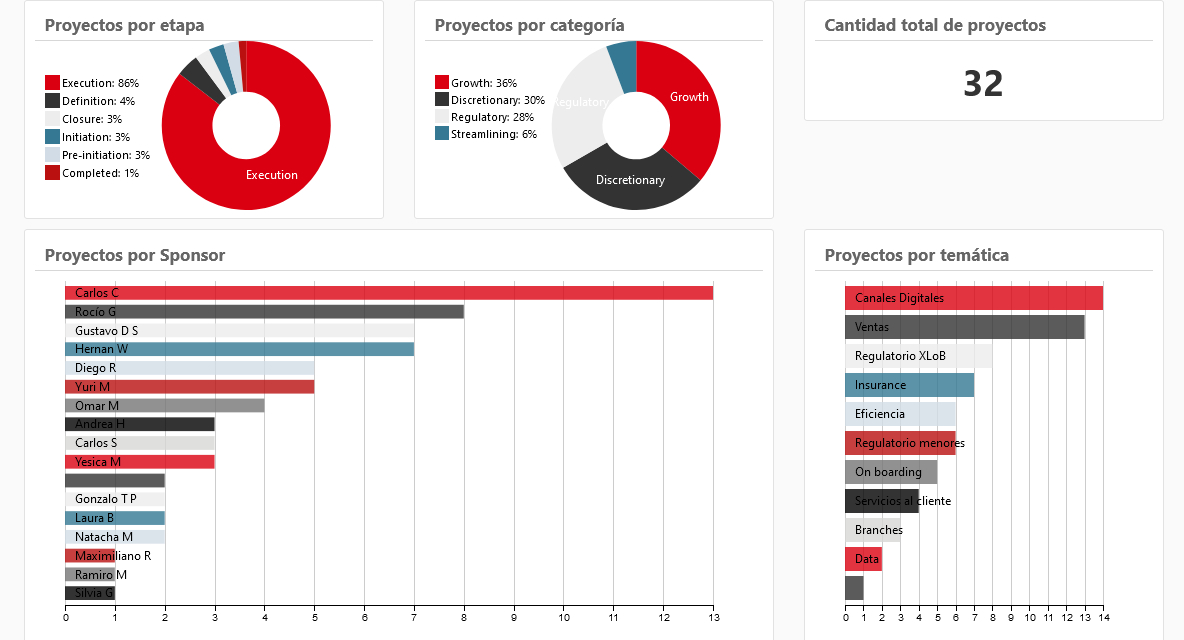 Proyectos por etapa
Execution: 86%
Definition: 4%
Closure: 3%
Initiation: 3%
Pre-initiation: 3%
Completed: 1%
Execution
Proyectos por categoría
Growth: 36%
Discretionary: 30%
Regulatory: 28%
Streamlining: 6%
Regulatory
Growth
Discretionary
Cantidad total de proyectos
32
Proyectos por Sponsor
Carlos C
Rocío G
Gustavo D S
Hernan W
Diego R
Yuri M
Omar M
Andrea H
Carlos S
Yesica M
Gonzalo T P
Laura B
Natacha M
Maximiliano R
Ramiro M
Silvia G
0 1 2 3 4 5 6 7 8 9 10 11 12 13
Proyectos por temática
Canales Digitales
Ventas
Regulatorio XLoB
Insurance
Eficiencia
Regulatorio menores
On boarding
Servicios al cliente
Branches
Data
0 1 2 3 4 5 6 7 8 9 10 11 12 13 14